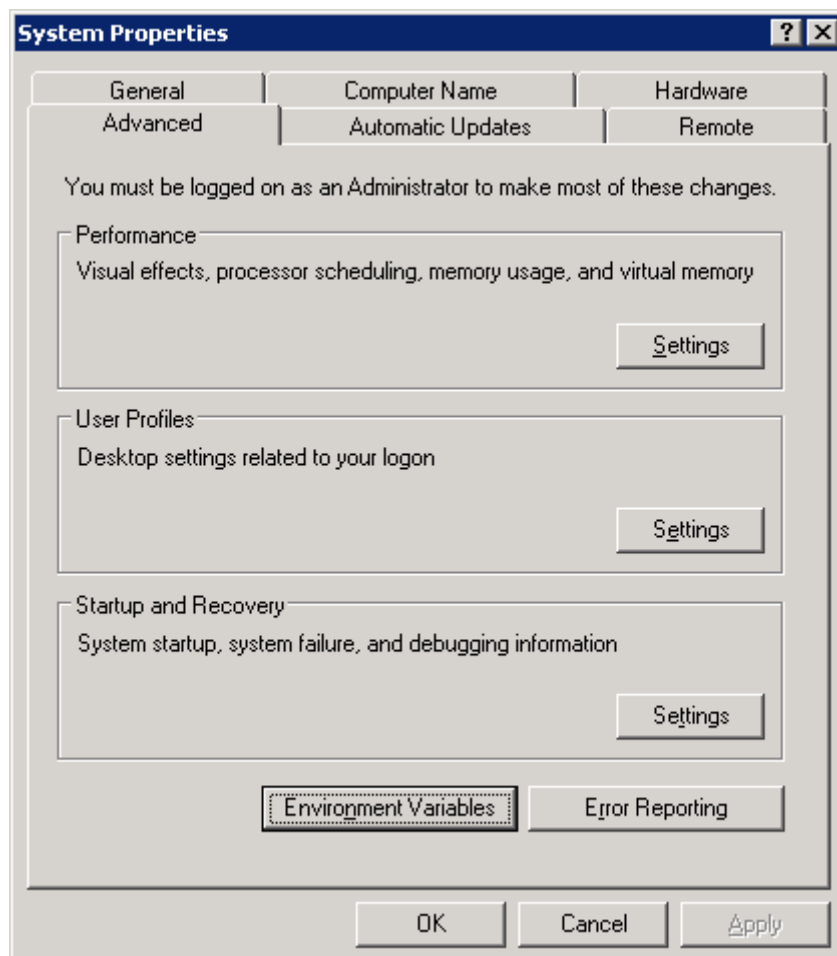 System Properties
General Computer Name Hardware
Advanced Automatic Updates Remote
You must be logged on as an Administrator to make most of these changes.
Performance
Visual effects, processor scheduling, memory usage, and virtual memory
Settings
User Profiles
Desktop settings related to your logon
Settings
Startup and Recovery
System startup, system failure, and debugging information
Settings
Environment Variables Error Reporting
OK Cancel Apply